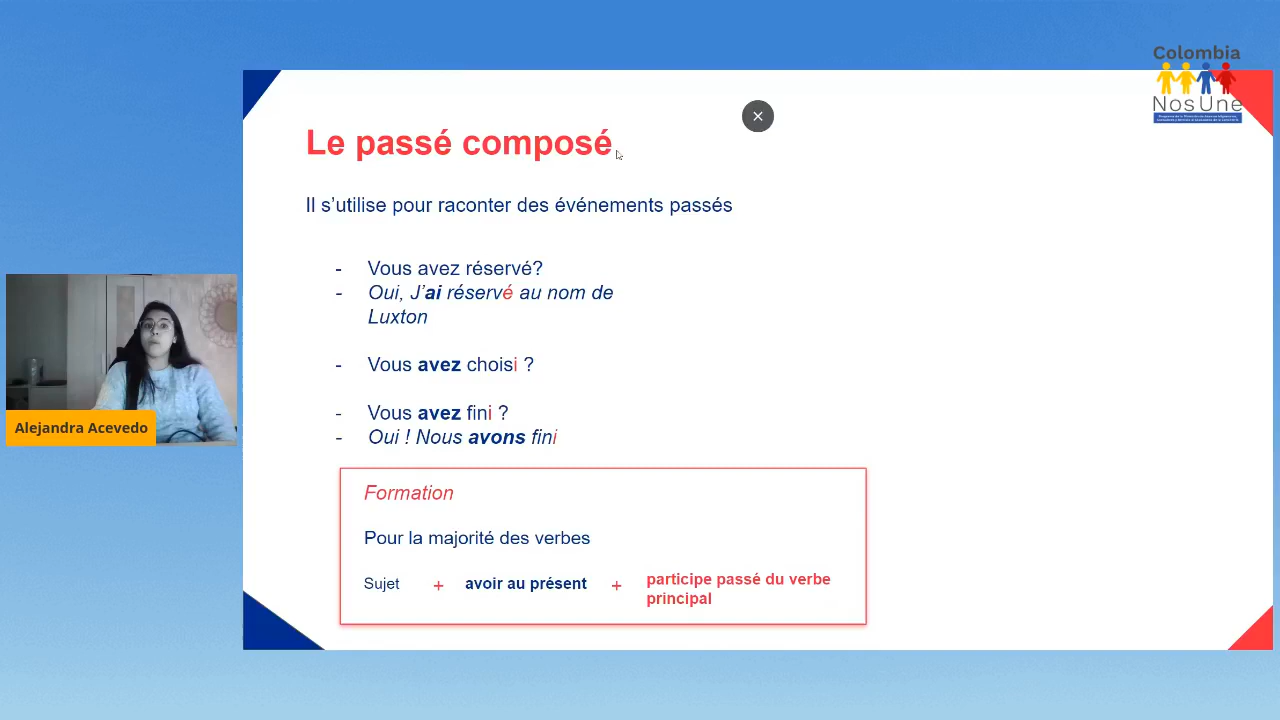 Colombia
NosUne
Le passé composé
Il s’utilise pour raconter des événements passés
- Vous avez réservé?
- Oui, J’ai réservé au nom de
Luxton
- Vous avez choisi ?
- Vous avez fini ?
- Oui ! Nous avons fini
Alejandra Acevedo
Formation
Pour la majorité des verbes
Sujet + avoir au présent + participe passé du verbe
principal